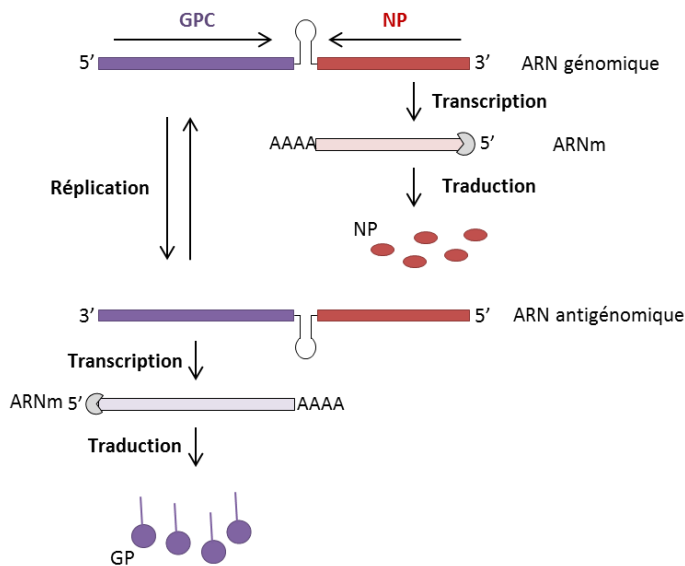 GPC
NP
5’
3’
ARN génomique
Transcription
AAAA
5’
ARNm
Réplication
Traduction
NP
3’
5’
ARN antigénomique
Transcription
ARNm
5’
AAAA
Traduction
GP